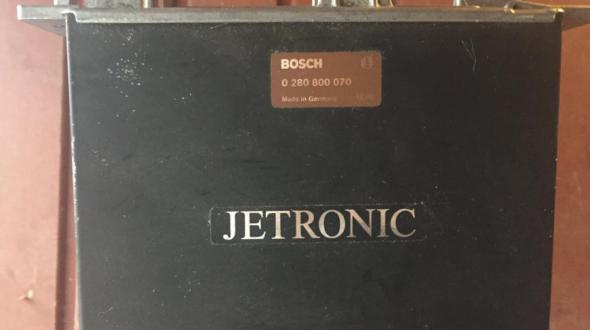 BOSCH
0 280 800 070
Made in Germany
JETRONIC